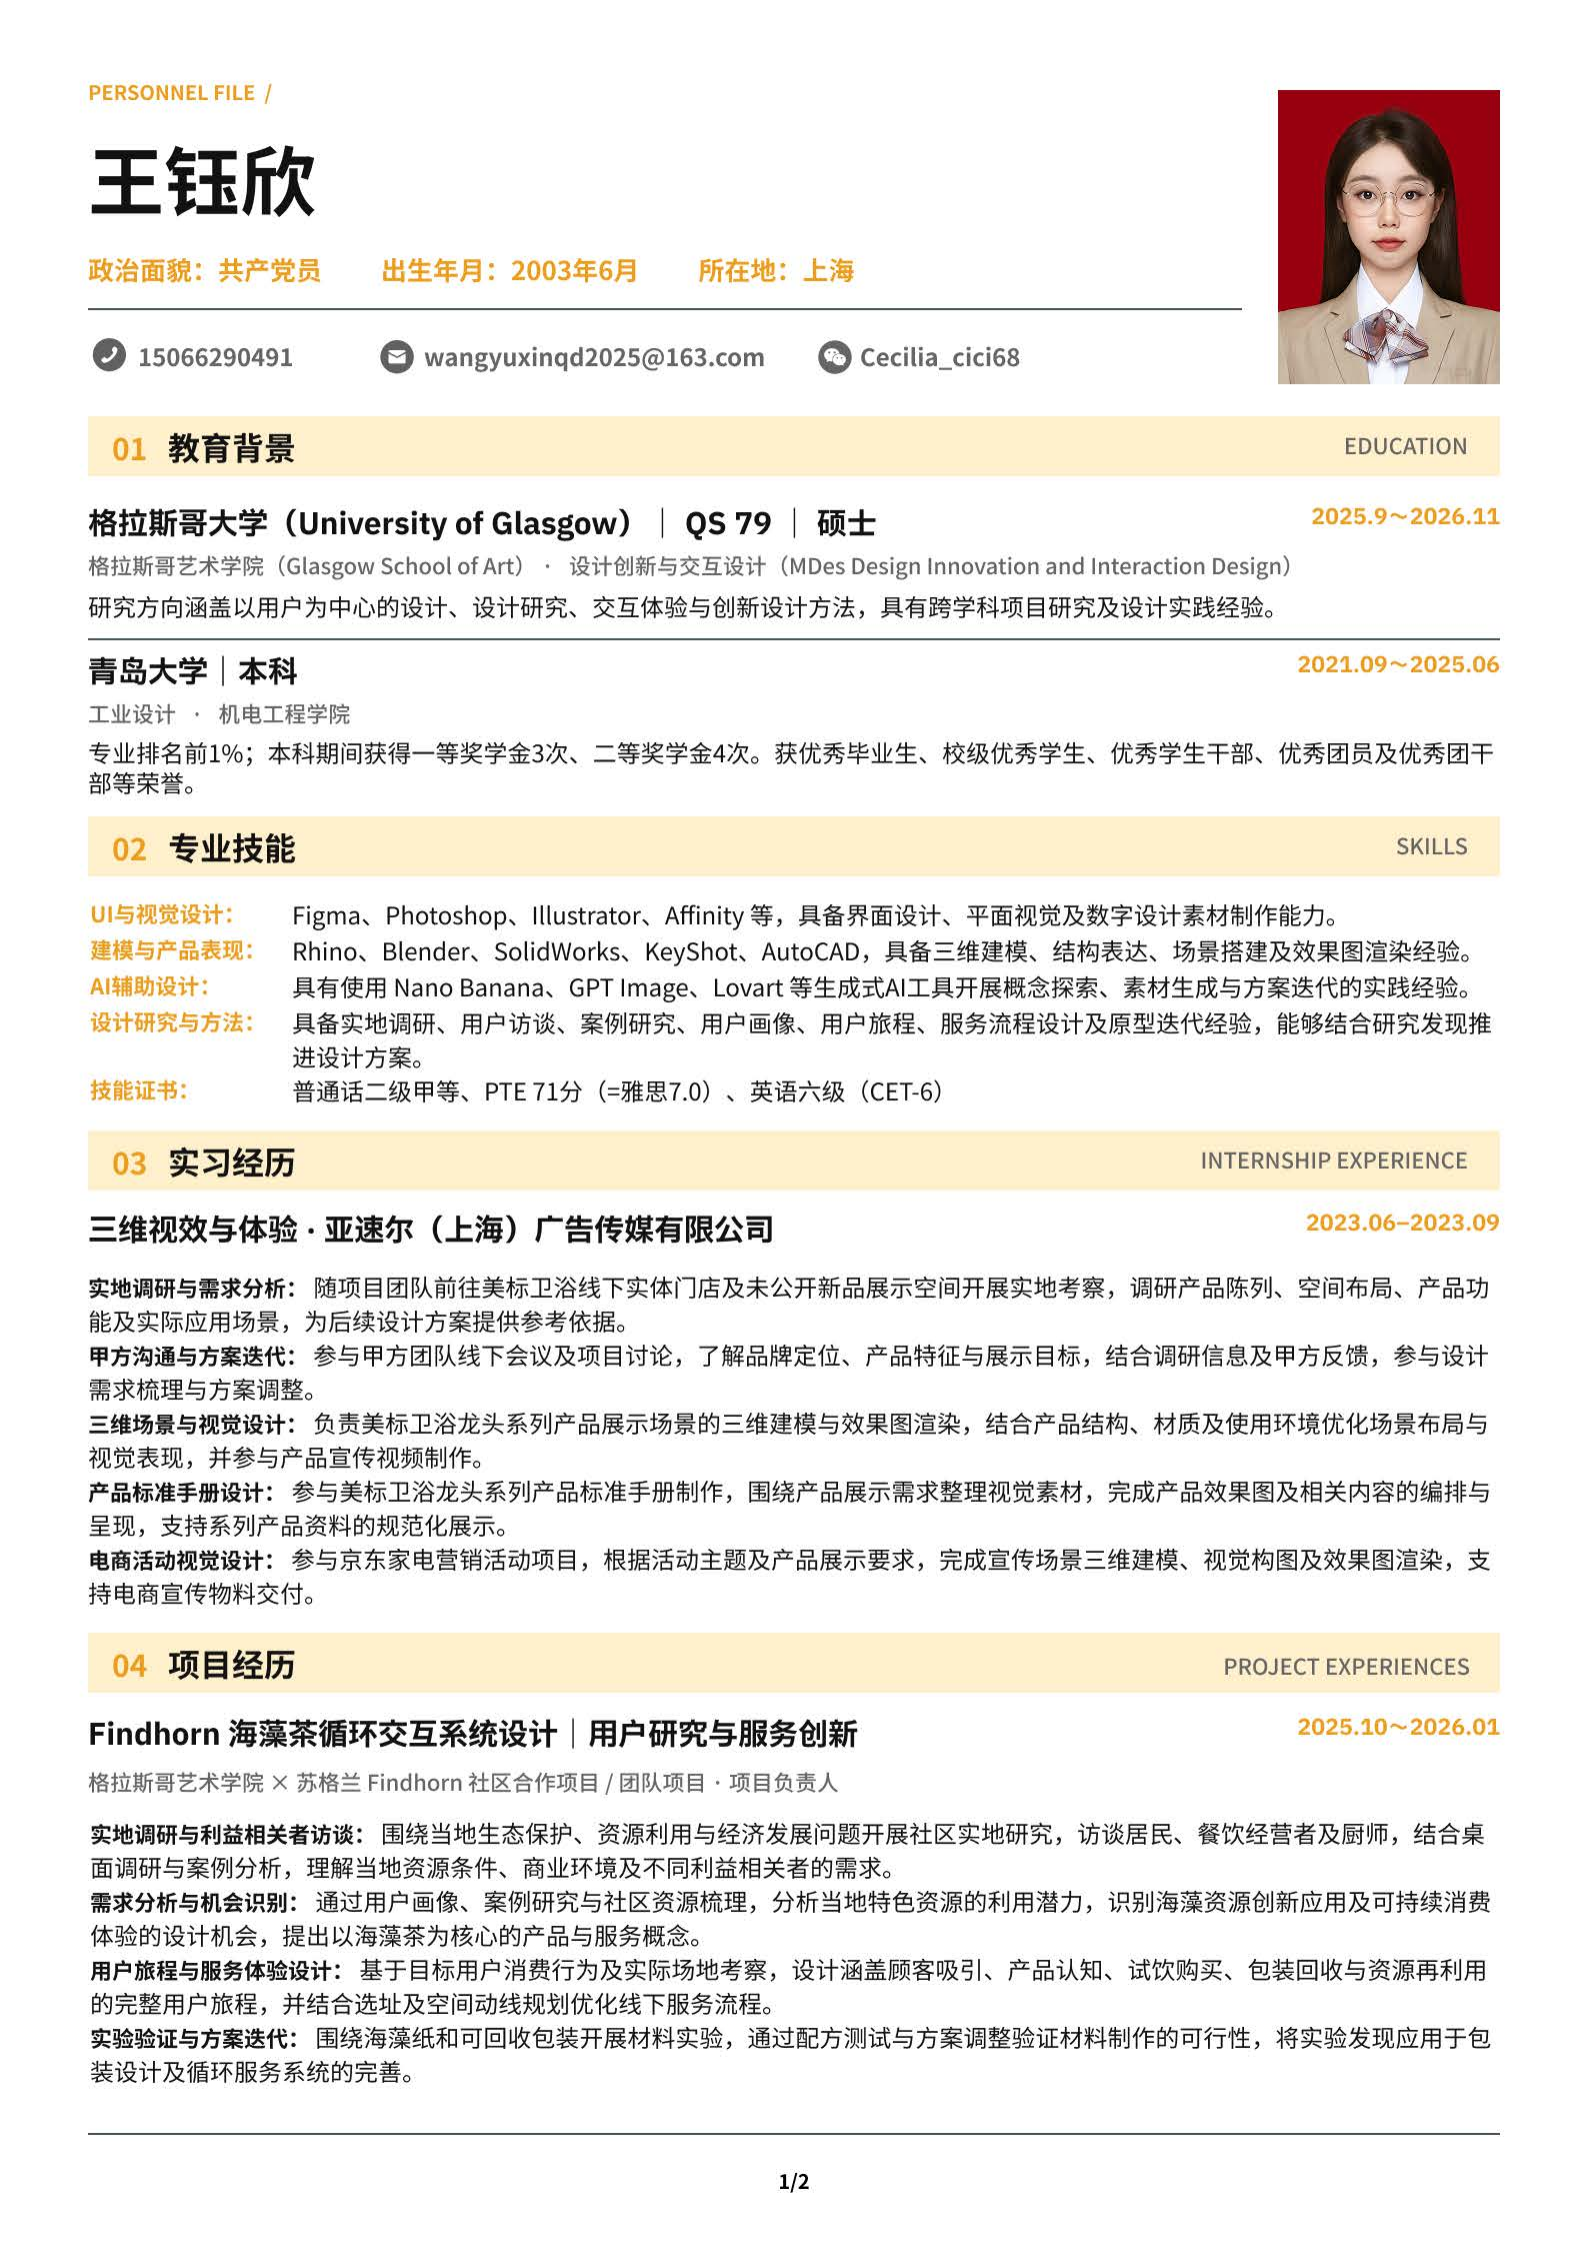 PERSONNEL FILE /
王钰欣
政治面貌：共产党员 出生年月：2003年6月 所在地：上海
15066290491 wangyuxinqd2025@163.com Cecilia_cici68
01 教育背景 EDUCATION
格拉斯哥大学（University of Glasgow）｜ QS 79 ｜ 硕士 2025.9～2026.11
格拉斯哥艺术学院（Glasgow School of Art） · 设计创新与交互设计（MDes Design Innovation and Interaction Design）
研究方向涵盖以用户为中心的设计、设计研究、交互体验与创新设计方法，具有跨学科项目研究及设计实践经验。
青岛大学｜本科 2021.09～2025.06
工业设计 · 机电工程学院
专业排名前1%；本科期间获得一等奖学金3次、二等奖学金4次。获优秀毕业生、校级优秀学生、优秀学生干部、优秀团员及优秀团干
部等荣誉。
02 专业技能 SKILLS
UI与视觉设计： Figma、Photoshop、Illustrator、Affinity 等，具备界面设计、平面视觉及数字设计素材制作能力。
建模与产品表现： Rhino、Blender、SolidWorks、KeyShot、AutoCAD，具备三维建模、结构表达、场景搭建及效果图渲染经验。
AI辅助设计： 具有使用 Nano Banana、GPT Image、Lovart 等生成式AI工具开展概念探索、素材生成与方案迭代的实践经验。
设计研究与方法： 具备实地调研、用户访谈、案例研究、用户画像、用户旅程、服务流程设计及原型迭代经验，能够结合研究发现推
进设计方案。
技能证书： 普通话二级甲等、PTE 71分（=雅思7.0）、英语六级（CET-6）
03 实习经历 INTERNSHIP EXPERIENCE
三维视效与体验 · 亚速尔（上海）广告传媒有限公司 2023.06–2023.09
实地调研与需求分析： 随项目团队前往美标卫浴线下实体门店及未公开新品展示空间开展实地考察，调研产品陈列、空间布局、产品功
能及实际应用场景，为后续设计方案提供参考依据。
甲方沟通与方案迭代： 参与甲方团队线下会议及项目讨论，了解品牌定位、产品特征与展示目标，结合调研信息及甲方反馈，参与设计
需求梳理与方案调整。
三维场景与视觉设计： 负责美标卫浴龙头系列产品展示场景的三维建模与效果图渲染，结合产品结构、材质及使用环境优化场景布局与
视觉表现，并参与产品宣传视频制作。
产品标准手册设计： 参与美标卫浴龙头系列产品标准手册制作，围绕产品展示需求整理视觉素材，完成产品效果图及相关内容的编排与
呈现，支持系列产品资料的规范化展示。
电商活动视觉设计： 参与京东家电营销活动项目，根据活动主题及产品展示要求，完成宣传场景三维建模、视觉构图及效果图渲染，支
持电商宣传物料交付。
04 项目经历 PROJECT EXPERIENCES
Findhorn 海藻茶循环交互系统设计｜用户研究与服务创新 2025.10～2026.01
格拉斯哥艺术学院 × 苏格兰 Findhorn 社区合作项目 / 团队项目 · 项目负责人
实地调研与利益相关者访谈： 围绕当地生态保护、资源利用与经济发展问题开展社区实地研究，访谈居民、餐饮经营者及厨师，结合桌
面调研与案例分析，理解当地资源条件、商业环境及不同利益相关者的需求。
需求分析与机会识别： 通过用户画像、案例研究与社区资源梳理，分析当地特色资源的利用潜力，识别海藻资源创新应用及可持续消费
体验的设计机会，提出以海藻茶为核心的产品与服务概念。
用户旅程与服务体验设计： 基于目标用户消费行为及实际场地考察，设计涵盖顾客吸引、产品认知、试饮购买、包装回收与资源再利用
的完整用户旅程，并结合选址及空间动线规划优化线下服务流程。
实验验证与方案迭代： 围绕海藻纸和可回收包装开展材料实验，通过配方测试与方案调整验证材料制作的可行性，将实验发现应用于包
装设计及循环服务系统的完善。
1/2